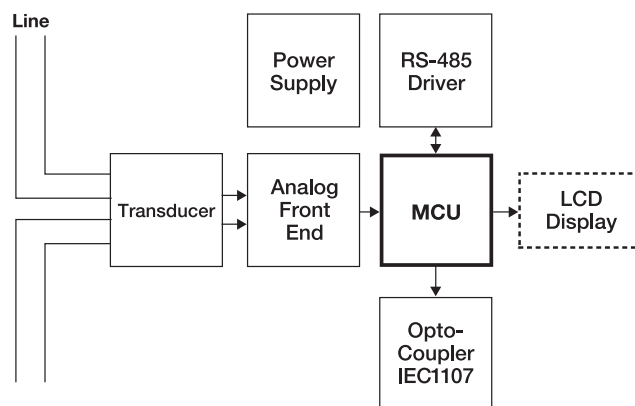 Line
Power
Supply
RS-485
Driver
Transducer
Analog
Front
End
MCU
LCD
Display
Opto-
Coupler
IEC1107